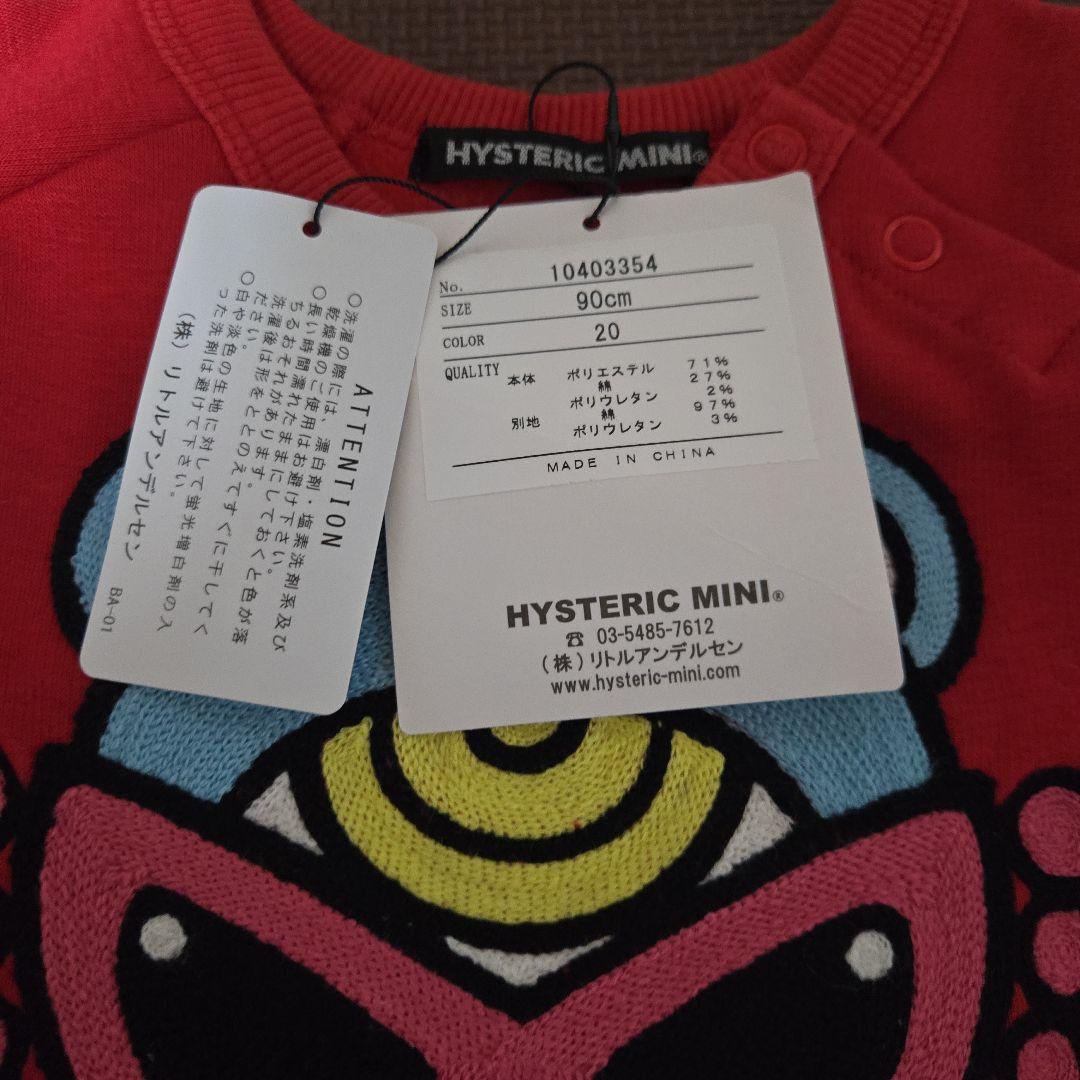 HYSTERIC MINI®
No. 10403354
SIZE 90cm
COLOR 20
QUALITY 本体 ポリエステル 71%
綿 27%
ポリウレタン 2%
別地 綿 97%
ポリウレタン 3%
MADE IN CHINA
HYSTERIC MINI®
☎ 03-5485-7612
(株)リトルアンデルセン
www.hysteric-mini.com
ATTENTION
○洗濯の際には、漂白剤・塩素洗剤系及び
乾燥機のご使用はお避け下さい。
○長い時間濡れたままにしておくと色が落
ちるおそれがあります。
洗濯後は形をととのえてすぐに干してく
ださい。
○白や淡色の生地に対して蛍光増白剤の入
った洗剤は避けて下さい。
(株)リトルアンデルセン
BA-01